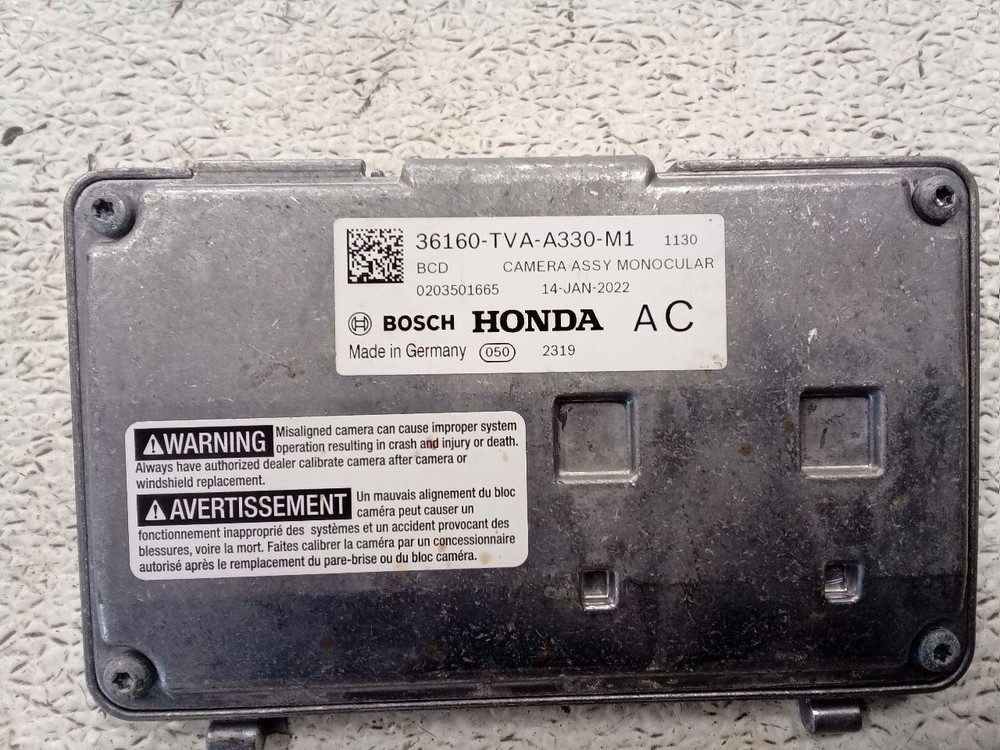 36160-TVA-A330-M1 1130
BCD CAMERA ASSY MONOCULAR
0203501665 14-JAN-2022
BOSCH HONDA AC
Made in Germany 050 2319
WARNING Misaligned camera can cause improper system
operation resulting in crash and injury or death.
Always have authorized dealer calibrate camera after camera or
windshield replacement.
AVERTISSEMENT Un mauvais alignement du bloc
caméra peut causer un
fonctionnement inapproprié des systèmes et un accident provocant des
blessures, voire la mort. Faites calibrer la caméra par un concessionnaire
autorisé après le remplacement du pare-brise ou du bloc caméra.